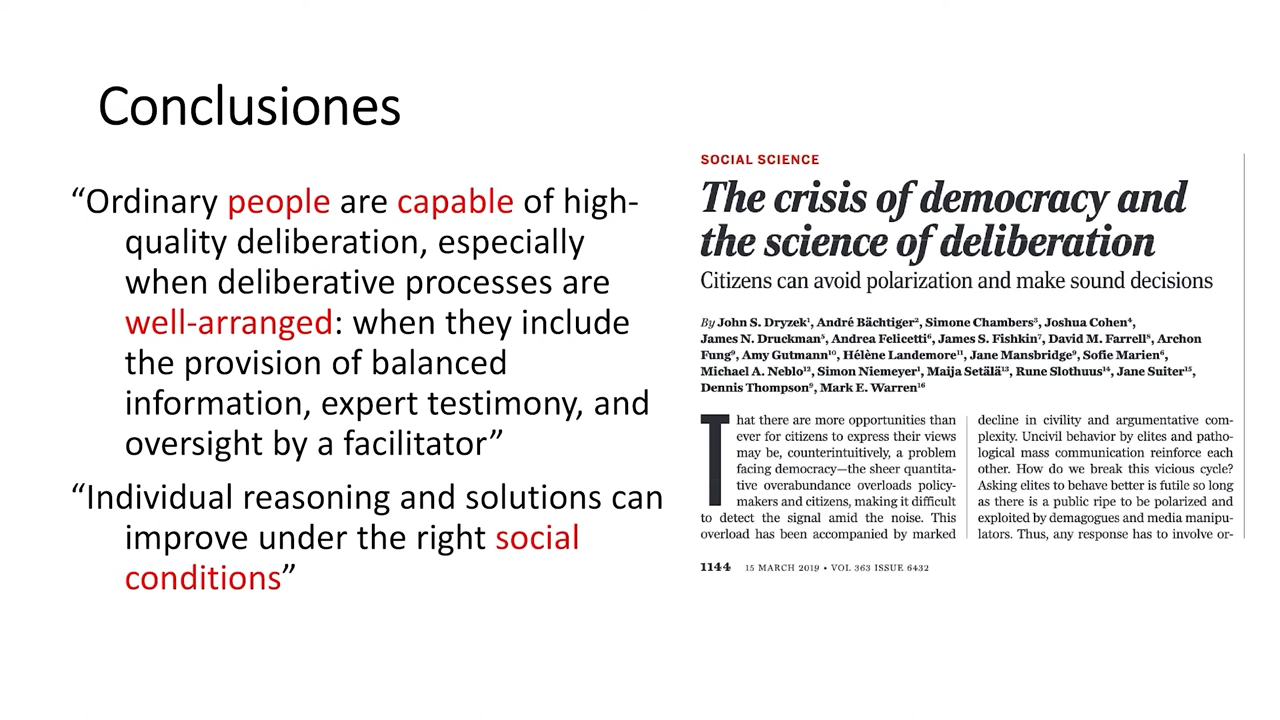 Conclusiones
“Ordinary people are capable of high-
quality deliberation, especially
when deliberative processes are
well-arranged: when they include
the provision of balanced
information, expert testimony, and
oversight by a facilitator”
“Individual reasoning and solutions can
improve under the right social
conditions”
SOCIAL SCIENCE
The crisis of democracy and
the science of deliberation
Citizens can avoid polarization and make sound decisions
By John S. Dryzek¹, André Bächtiger², Simone Chambers³, Joshua Cohen⁴,
James N. Druckman⁵, Andrea Felicetti⁶, James S. Fishkin⁷, David M. Farrell⁸, Archon
Fung⁹, Amy Gutmann¹⁰, Hélène Landemore¹¹, Jane Mansbridge⁹, Sofie Marien⁶,
Michael A. Neblo¹², Simon Niemeyer¹, Maija Setälä¹³, Rune Slothuus¹⁴, Jane Suiter¹⁵,
Dennis Thompson⁹, Mark E. Warren¹⁶
That there are more opportunities than
ever for citizens to express their views
may be, counterintuitively, a problem
facing democracy—the sheer quantita-
tive overabundance overloads policy-
makers and citizens, making it difficult
to detect the signal amid the noise. This
overload has been accompanied by marked
decline in civility and argumentative com-
plexity. Uncivil behavior by elites and patho-
logical mass communication reinforce each
other. How do we break this vicious cycle?
Asking elites to behave better is futile so long
as there is a public ripe to be polarized and
exploited by demagogues and media manipu-
lators. Thus, any response has to involve or-
1144 15 MARCH 2019 • VOL 363 ISSUE 6432